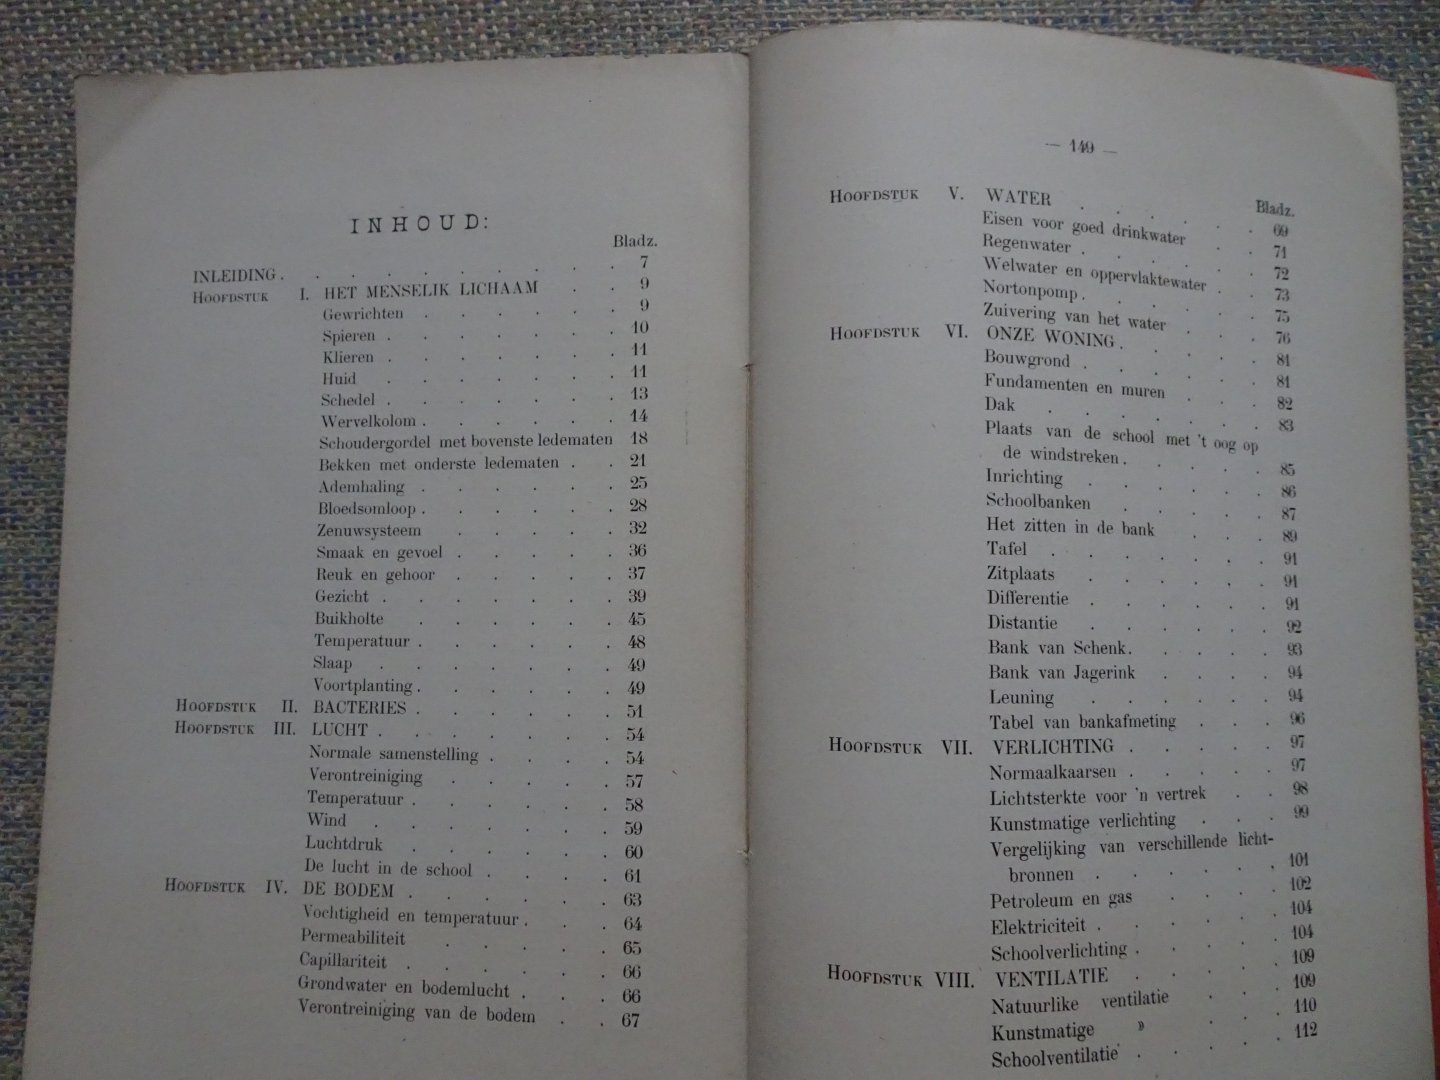 INHOUD:
Bladz.
INLEIDING . . . . . . . . . . 7
HOOFDSTUK I. HET MENSELIK LICHAAM . . 9
Gewrichten . . . . . . 9
Spieren . . . . . . . 10
Klieren . . . . . . . 11
Huid . . . . . . . 11
Schedel . . . . . . . 13
Wervelkolom . . . . . . 14
Schoudergordel met bovenste ledematen 18
Bekken met onderste ledematen . . 21
Ademhaling . . . . . . 25
Bloedsomloop . . . . . . 28
Zenuwsysteem . . . . . 32
Smaak en gevoel . . . . . 36
Reuk en gehoor . . . . . 37
Gezicht . . . . . . . 39
Buikholte . . . . . . 45
Temperatuur . . . . . . 48
Slaap . . . . . . . 49
Voortplanting . . . . . . 49
HOOFDSTUK II. BACTERIES . . . . . . 51
HOOFDSTUK III. LUCHT . . . . . . . 54
Normale samenstelling . . . . 54
Verontreiniging . . . . . 57
Temperatuur . . . . . . 58
Wind . . . . . . . 59
Luchtdruk . . . . . . 60
De lucht in de school . . . . 61
HOOFDSTUK IV. DE BODEM . . . . . . 63
Vochtigheid en temperatuur . . . 64
Permeabiliteit . . . . . 65
Capillariteit . . . . . . 66
Grondwater en bodemlucht . . . 66
Verontreiniging van de bodem . . 67
— 149 —
Bladz.
HOOFDSTUK V. WATER . . . . . . 69
Eisen voor goed drinkwater . . 71
Regenwater . . . . . . 72
Welwater en oppervlaktewater . . 73
Nortonpomp . . . . . . 75
Zuivering van het water . . . 76
HOOFDSTUK VI. ONZE WONING . . . . . 81
Bouwgrond . . . . . . 81
Fundamenten en muren . . . 82
Dak . . . . . . . 83
Plaats van de school met 't oog op
de windstreken . . . . . 85
Inrichting . . . . . . 86
Schoolbanken . . . . . 87
Het zitten in de bank . . . . 89
Tafel . . . . . . . 91
Zitplaats . . . . . . 91
Differentie . . . . . . 91
Distantie . . . . . . 92
Bank van Schenk . . . . . 93
Bank van Jagerink . . . . 94
Leuning . . . . . . 94
Tabel van bankafmeting . . . 96
HOOFDSTUK VII. VERLICHTING . . . . . 97
Normaalkaarsen . . . . . 97
Lichtsterkte voor 'n vertrek . . 98
Kunstmatige verlichting . . . 99
Vergelijking van verschillende licht-
bronnen . . . . . . 101
Petroleum en gas . . . . 102
Elektriciteit . . . . . . 104
Schoolverlichting . . . . . 104
HOOFDSTUK VIII. VENTILATIE . . . . . 109
Natuurlike ventilatie . . . 109
Kunstmatige » . . . 110
Schoolventilatie . . . . . 112